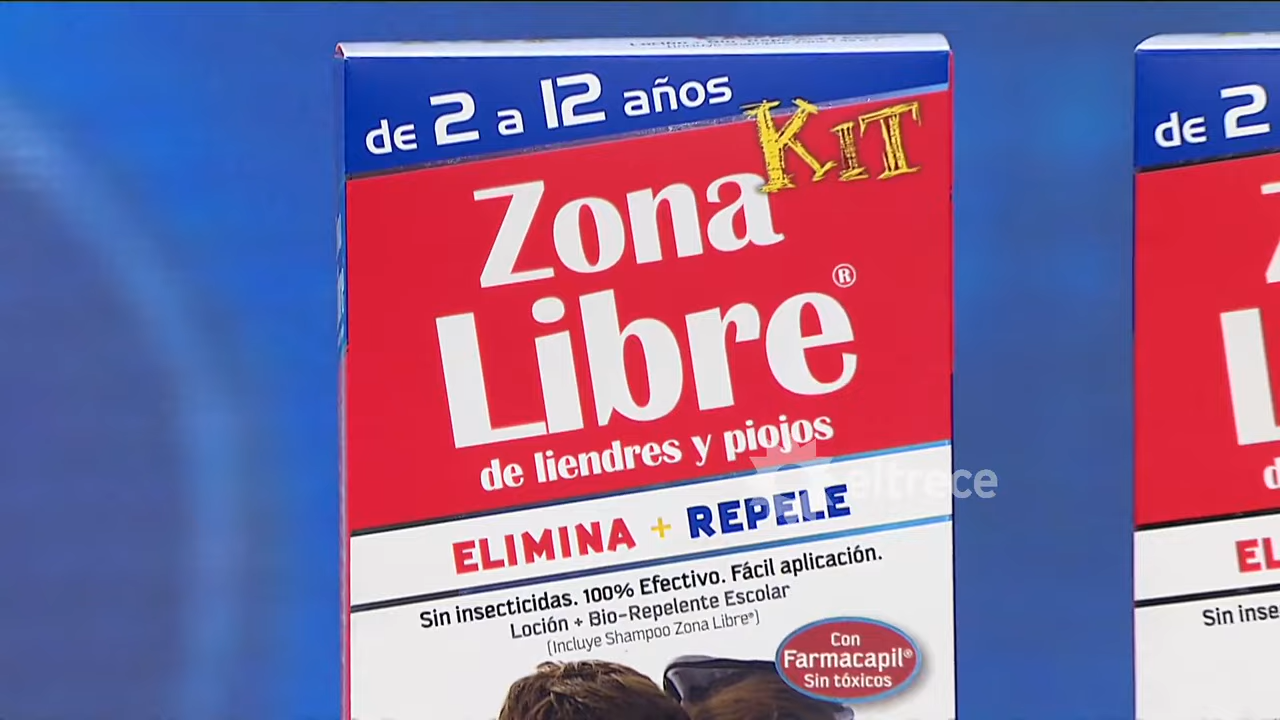 de 2 a 12 años
KIT
Zona
Libre®
de liendres y piojos
ELIMINA + REPELE
Sin insecticidas. 100% Efectivo. Fácil aplicación.
Loción + Bio-Repelente Escolar
(Incluye Shampoo Zona Libre®)
Con
Farmacapil®
Sin tóxicos
eltrece
de 2
EL
Sin inse